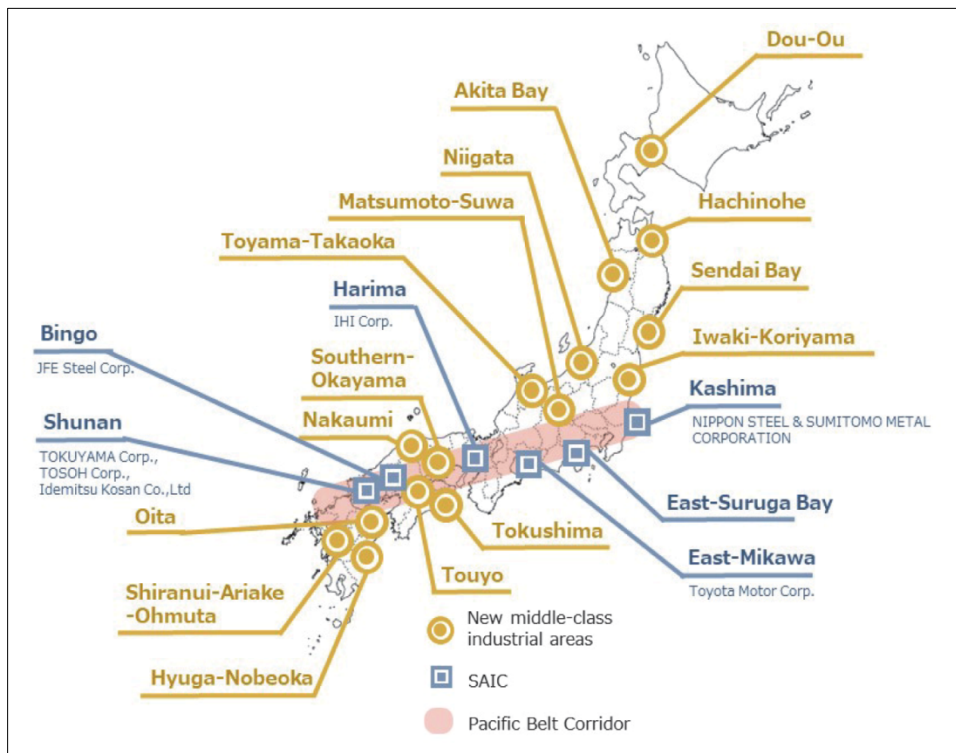 Dou-Ou
Akita Bay
Niigata
Matsumoto-Suwa
Hachinohe
Toyama-Takaoka
Sendai Bay
Harima
IHI Corp.
Bingo
JFE Steel Corp.
Iwaki-Koriyama
Southern-
Okayama
Kashima
NIPPON STEEL & SUMITOMO METAL
CORPORATION
Nakaumi
Shunan
TOKUYAMA Corp.,
TOSOH Corp.,
Idemitsu Kosan Co.,Ltd
East-Suruga Bay
Oita
Tokushima
East-Mikawa
Toyota Motor Corp.
Touyo
Shiranui-Ariake
-Ohmuta
Hyuga-Nobeoka
New middle-class
industrial areas
SAIC
Pacific Belt Corridor